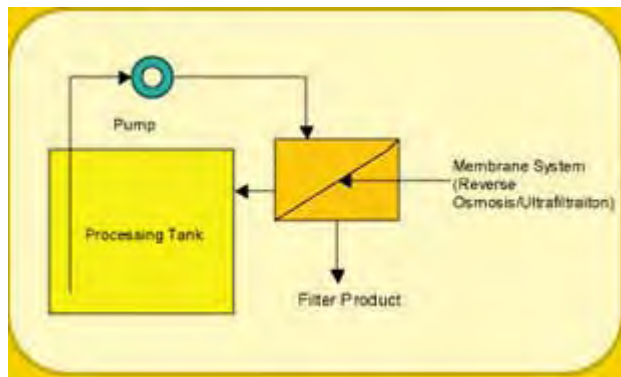 Pump
Membrane System
(Reverse
Osmosis/Ultrafiltraiton)
Processing Tank
Filter Product